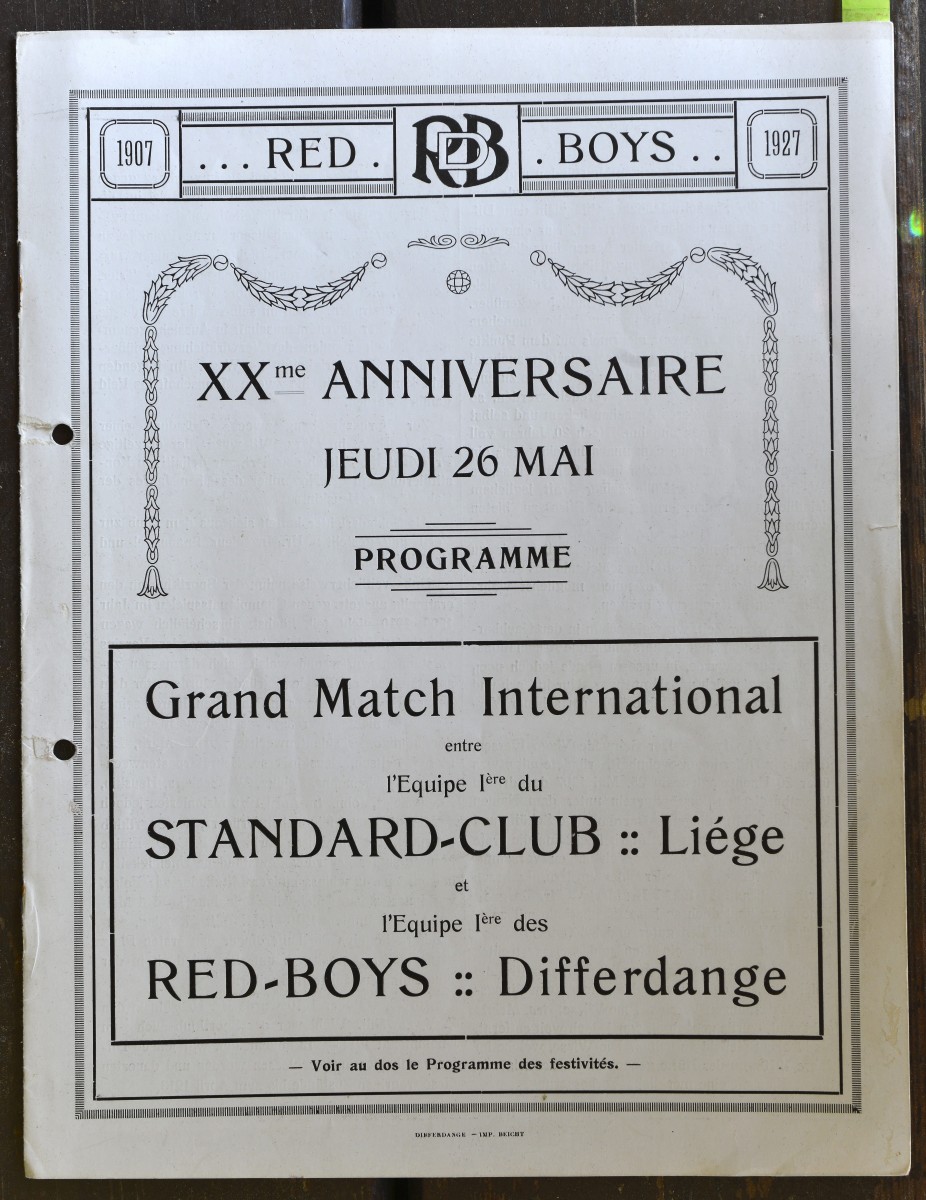 1907 ... RED . RBD . BOYS .. 1927
XXme ANNIVERSAIRE
JEUDI 26 MAI
PROGRAMME
Grand Match International
entre
l'Equipe Ière du
STANDARD-CLUB :: Liége
et
l'Equipe Ière des
RED-BOYS :: Differdange
— Voir au dos le Programme des festivités. —
DIFFERDANGE — IMP. BEICHT